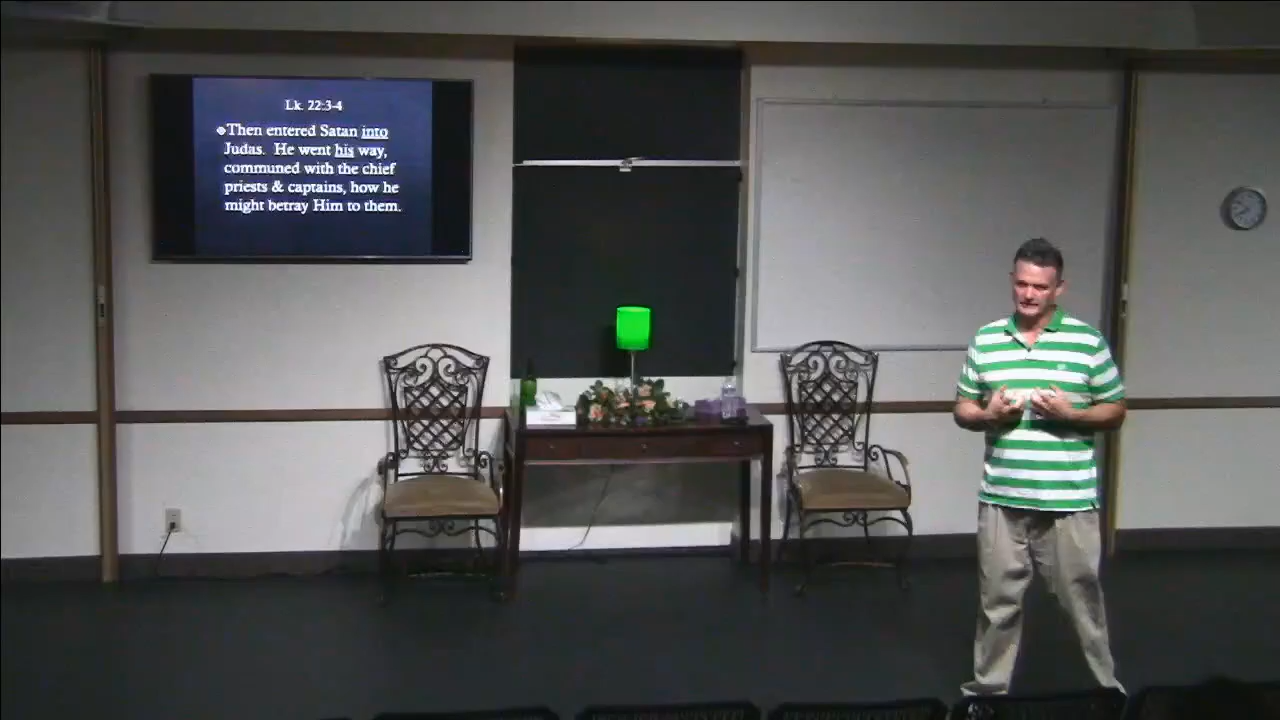 Lk. 22:3-4
Then entered Satan into
Judas. He went his way,
communed with the chief
priests & captains, how he
might betray Him to them.